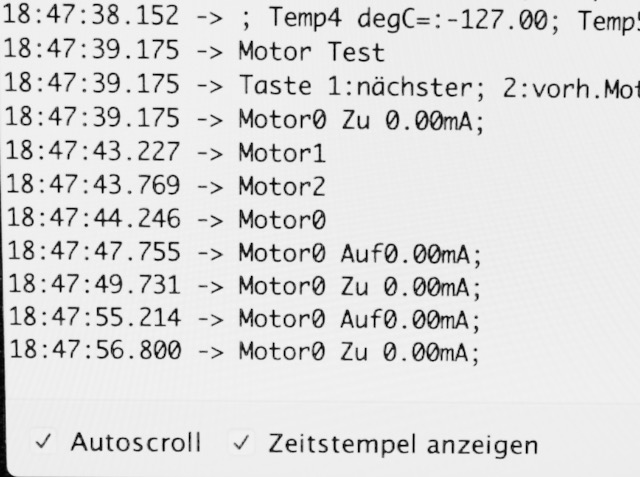 18:47:38.152 -> ; Temp4 degC=:-127.00; Temp5
18:47:39.175 -> Motor Test
18:47:39.175 -> Taste 1:nächster; 2:vorh.Mot
18:47:39.175 -> Motor0 Zu 0.00mA;
18:47:43.227 -> Motor1
18:47:43.769 -> Motor2
18:47:44.246 -> Motor0
18:47:47.755 -> Motor0 Auf0.00mA;
18:47:49.731 -> Motor0 Zu 0.00mA;
18:47:55.214 -> Motor0 Auf0.00mA;
18:47:56.800 -> Motor0 Zu 0.00mA;
✓ Autoscroll ✓ Zeitstempel anzeigen